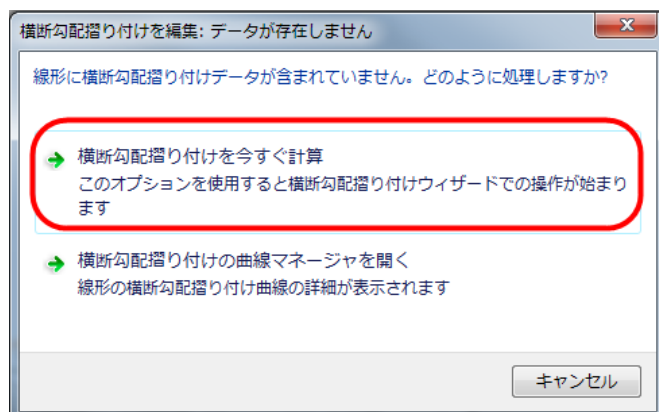 横断勾配摺り付けを編集: データが存在しません
線形に横断勾配摺り付けデータが含まれていません。どのように処理しますか?
横断勾配摺り付けを今すぐ計算
このオプションを使用すると横断勾配摺り付けウィザードでの操作が始まり
ます
横断勾配摺り付けの曲線マネージャを開く
線形の横断勾配摺り付け曲線の詳細が表示されます
キャンセル